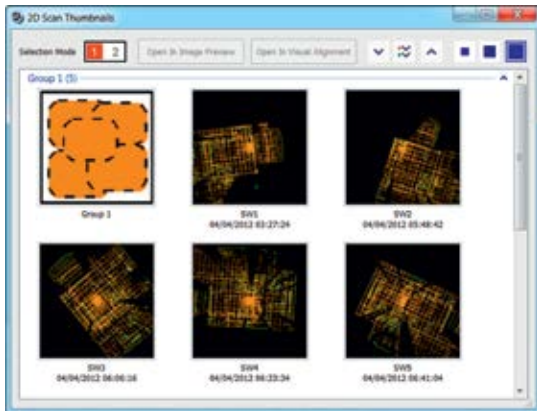 2D Scan Thumbnails
Selection Mode 1 2 Open In Image Preview Open In Visual Alignment
Group 1 (5)
Group 1
SW1
04/04/2012 03:27:24
SW2
04/04/2012 05:48:42
SW3
04/04/2012 06:06:16
SW4
04/04/2012 06:23:34
SW5
04/04/2012 06:41:04